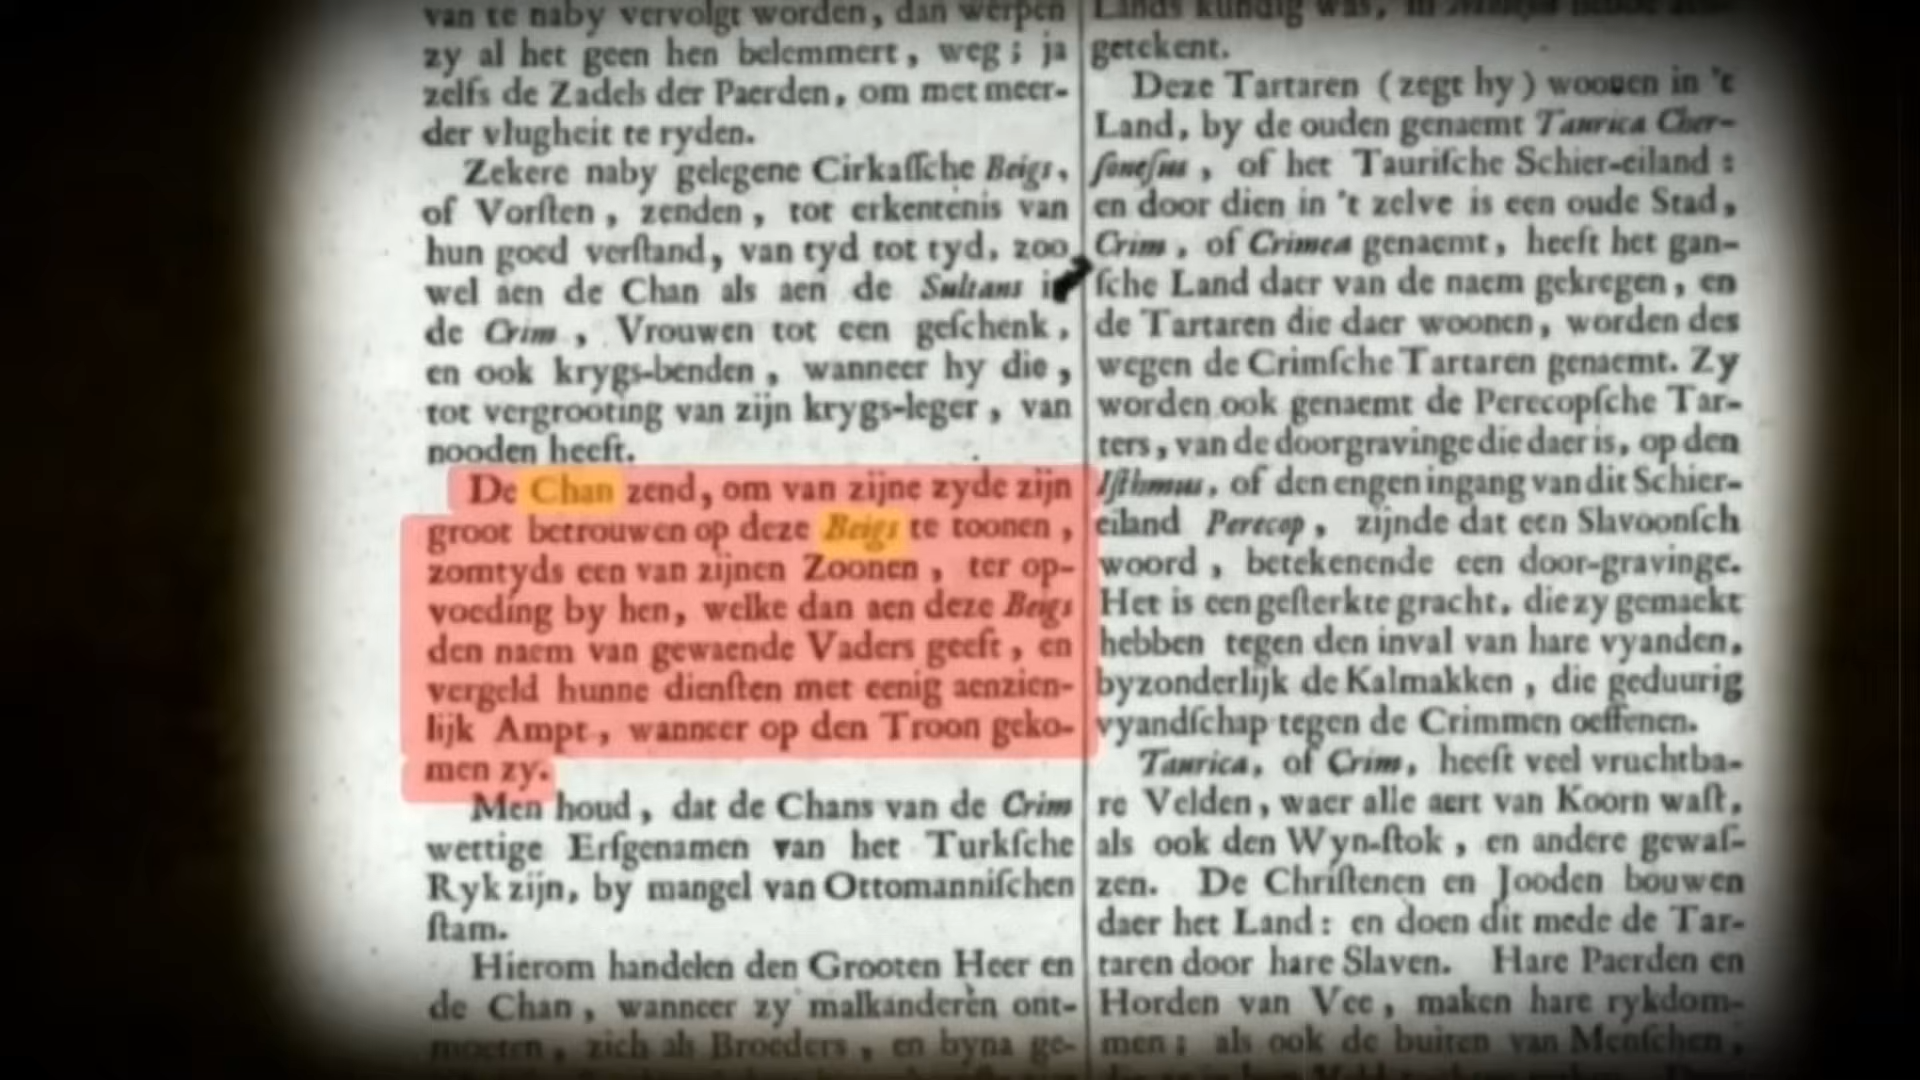 van te naby vervolgt worden, dan werpen
zy al het geen hen belemmert, weg; ja
zelfs de Zadels der Paerden, om met meer-
der vlugheit te ryden.
Zekere naby gelegene Cirkaſſche Beigs,
of Vorſten, zenden, tot erkentenis van
hun goed verſtand, van tyd tot tyd, zoo
wel aen de Chan als aen de Sultans in
de Crim, Vrouwen tot een geſchenk,
en ook krygs-benden, wanneer hy die,
tot vergrooting van zijn krygs-leger, van
nooden heeft.
De Chan zend, om van zijne zyde zijn
groot betrouwen op deze Beigs te toonen,
zomtyds een van zijnen Zoonen, ter op-
voeding by hen, welke dan aen deze Beigs
den naem van gewaende Vaders geeft, en
vergeld hunne dienſten met eenig aenzien-
lijk Ampt, wanneer op den Troon geko-
men zy.
Men houd, dat de Chans van de Crim
wettige Erfgenamen van het Turkſche
Ryk zijn, by mangel van Ottomanniſchen
ſtam.
Hierom handelen den Grooten Heer en
de Chan, wanneer zy malkanderen ont-
moeten, zich als Broeders, en byna ge-
Lands kundig was, in
getekent.
Deze Tartaren (zegt hy) woonen in 't
Land, by de ouden genaemt Taurica Cher-
ſoneſus, of het Tauriſche Schier-eiland:
en door dien in 't zelve is een oude Stad,
Crim, of Crimea genaemt, heeft het gan-
ſche Land daer van de naem gekregen, en
de Tartaren die daer woonen, worden des
wegen de Crimſche Tartaren genaemt. Zy
worden ook genaemt de Perecopſche Tar-
ters, van de doorgravinge die daer is, op den
Iſthmus, of den engen ingang van dit Schier-
eiland Perecop, zijnde dat een Slavoonſch
woord, betekenende een door-gravinge.
Het is een geſterkte gracht, die zy gemaekt
hebben tegen den inval van hare vyanden,
byzonderlijk de Kalmakken, die geduurig
vyandſchap tegen de Crimmen oeffenen.
Taurica, of Crim, heeft veel vruchtba-
re Velden, waer alle aert van Koorn waſt,
als ook den Wyn-ſtok, en andere gewaſ-
zen. De Chriſtenen en Jooden bouwen
daer het Land: en doen dit mede de Tar-
taren door hare Slaven. Hare Paerden en
Horden van Vee, maken hare rykdom-
men; als ook de buiten van Menſchen,